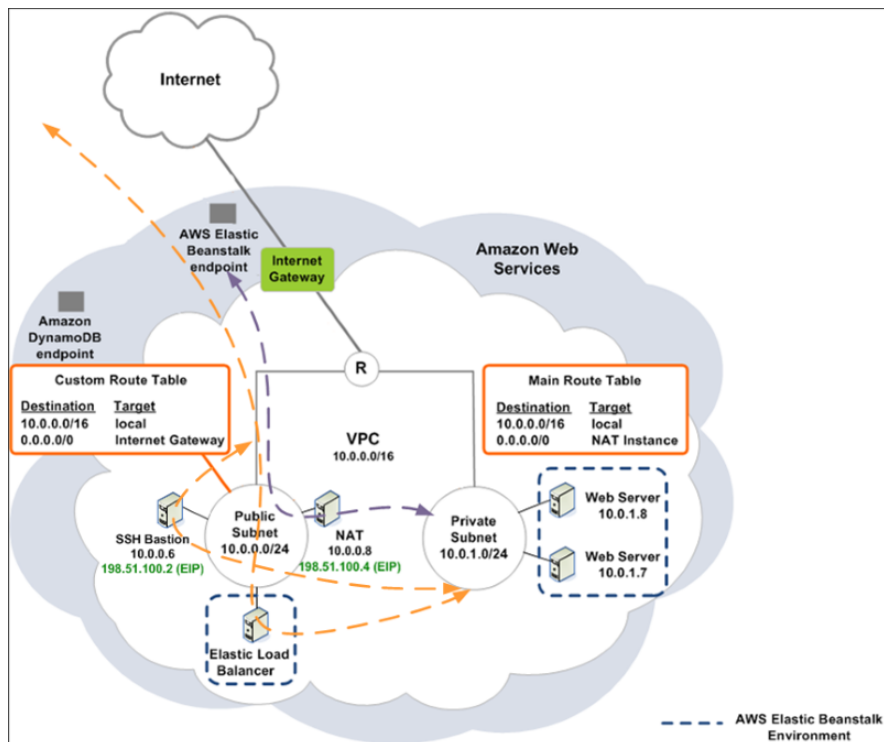 Internet
AWS Elastic
Beanstalk
endpoint
Internet
Gateway
Amazon Web
Services
Amazon
DynamoDB
endpoint
R
Custom Route Table
Destination Target
10.0.0.0/16 local
0.0.0.0/0 Internet Gateway
Main Route Table
Destination Target
10.0.0.0/16 local
0.0.0.0/0 NAT Instance
VPC
10.0.0.0/16
SSH Bastion
10.0.0.6
198.51.100.2 (EIP)
Public
Subnet
10.0.0.0/24
NAT
10.0.0.8
198.51.100.4 (EIP)
Private
Subnet
10.0.1.0/24
Web Server
10.0.1.8
Web Server
10.0.1.7
Elastic Load
Balancer
AWS Elastic Beanstalk
Environment